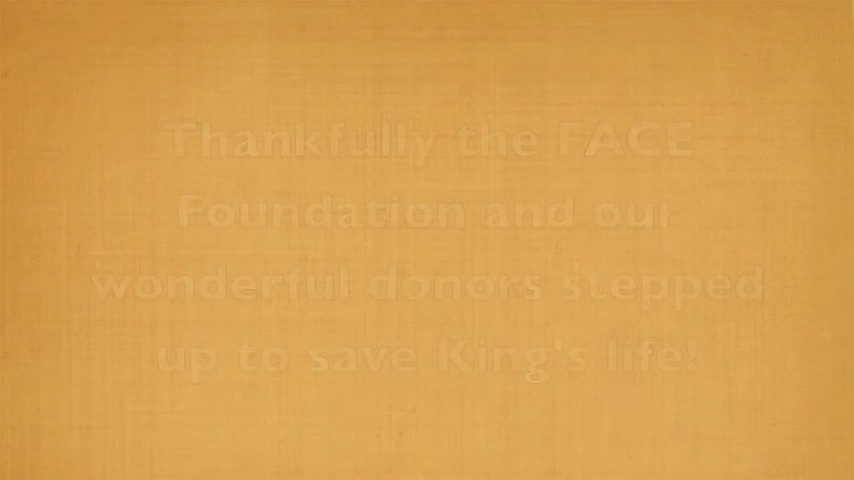 Thankfully the FACE
Foundation and our
wonderful donors stepped
up to save King's life!